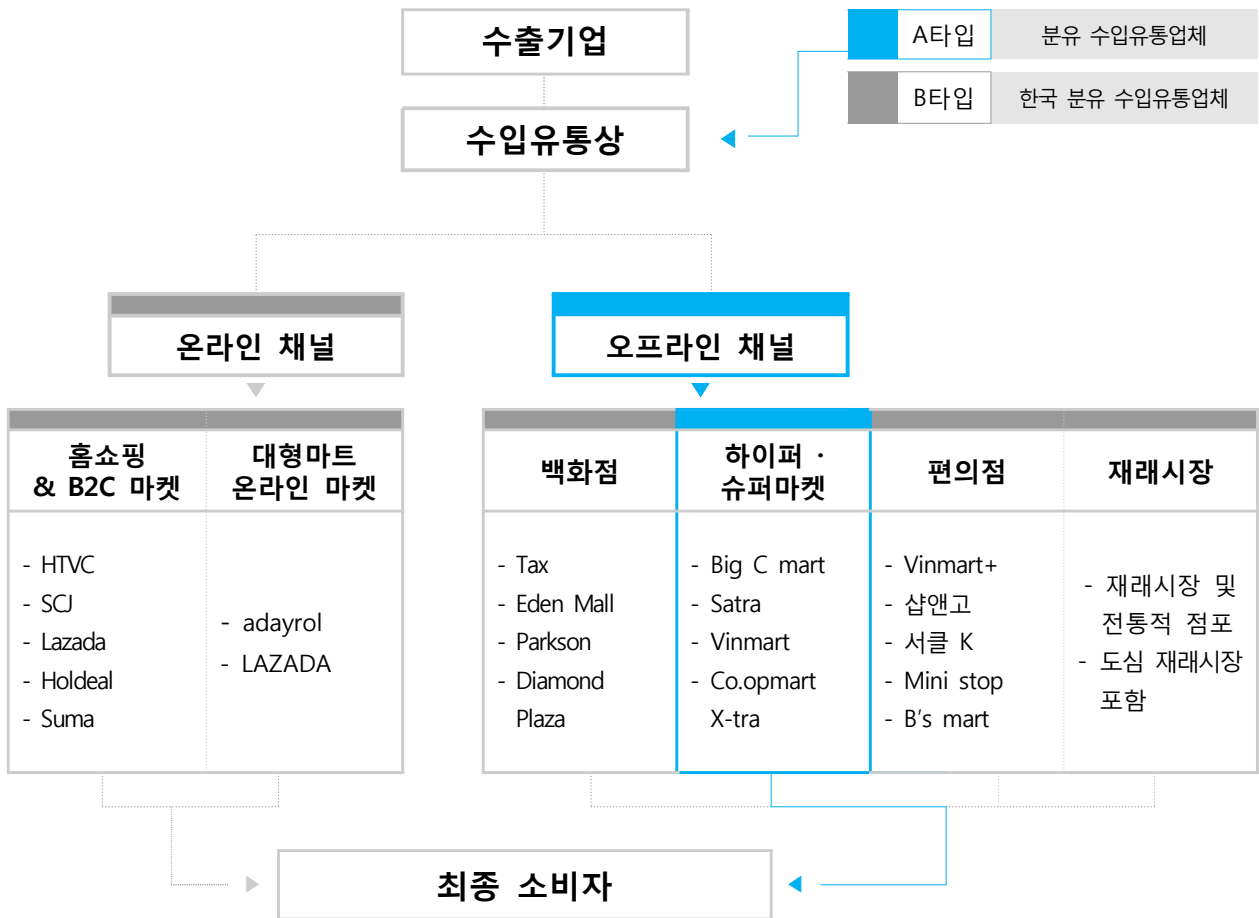 수출기업
A타입 분유 수입유통업체
B타입 한국 분유 수입유통업체
수입유통상
온라인 채널
오프라인 채널
홈쇼핑
& B2C 마켓
대형마트
온라인 마켓
백화점
하이퍼 ·
슈퍼마켓
편의점
재래시장
- HTVC
- SCJ
- Lazada
- Holdeal
- Suma
- adayrol
- LAZADA
- Tax
- Eden Mall
- Parkson
- Diamond
Plaza
- Big C mart
- Satra
- Vinmart
- Co.opmart
X-tra
- Vinmart+
- 샵앤고
- 서클 K
- Mini stop
- B's mart
- 재래시장 및
전통적 점포
- 도심 재래시장
포함
최종 소비자